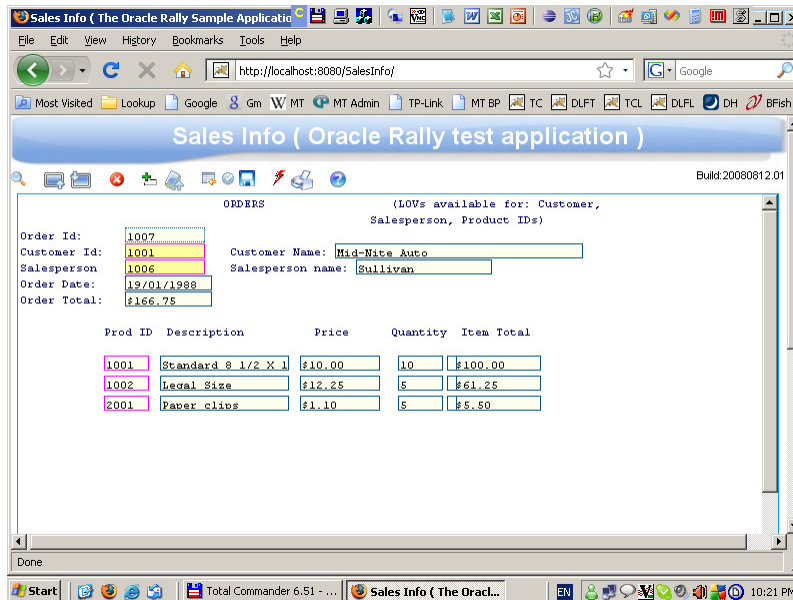 Sales Info ( The Oracle Rally Sample Applicatio
File Edit View History Bookmarks Tools Help
http://localhost:8080/SalesInfo/
G Google
Most Visited Lookup Google Gm MT MT Admin TP-Link MT BP TC DLFT TCL DLFL DH BFish
Sales Info ( Oracle Rally test application )
Build:20080812.01
ORDERS (LOVs available for: Customer,
Salesperson, Product IDs)
Order Id: 1007
Customer Id: 1001 Customer Name: Mid-Nite Auto
Salesperson 1006 Salesperson name: Sullivan
Order Date: 19/01/1988
Order Total: $166.75
Prod ID Description Price Quantity Item Total
1001 Standard 8 1/2 X 1 $10.00 10 $100.00
1002 Legal Size $12.25 5 $61.25
2001 Paper clips $1.10 5 $5.50
Done
Start Total Commander 6.51 - ... Sales Info ( The Oracl... EN 10:21 PM